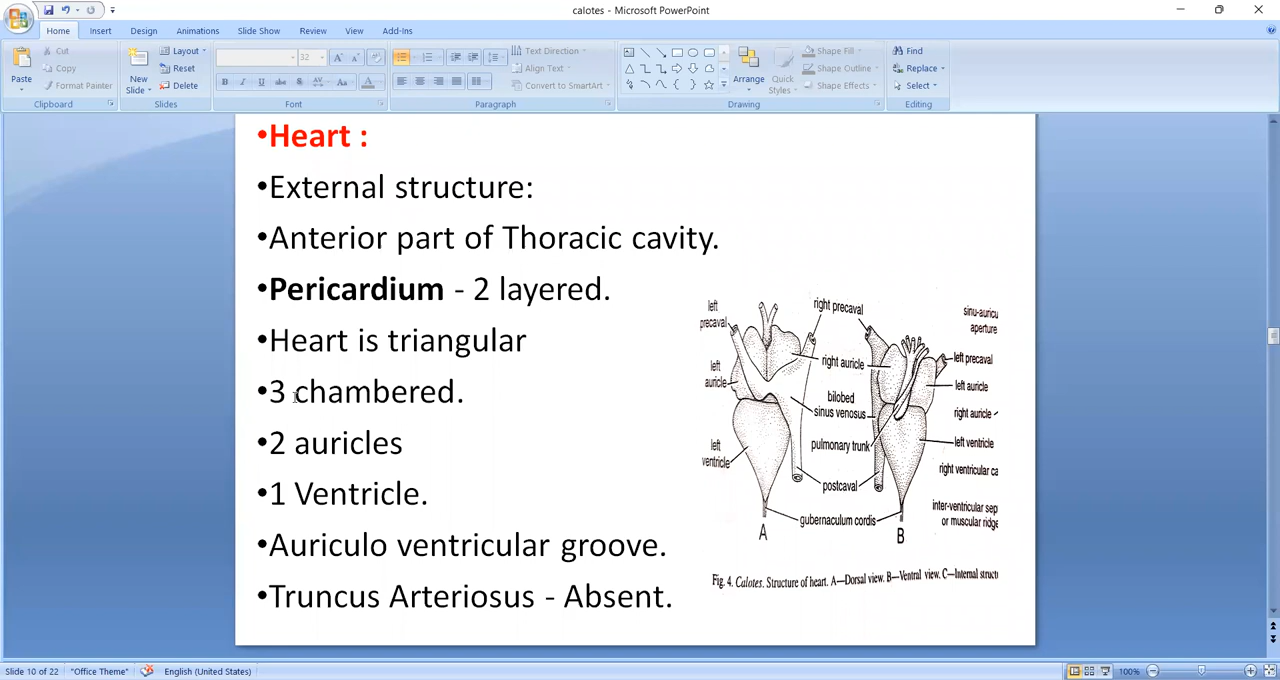 calotes - Microsoft PowerPoint
Home Insert Design Animations Slide Show Review View Add-Ins
Paste
Cut
Copy
Format Painter
Clipboard
New Slide
Layout
Reset
Delete
Slides
32
B I U abc S AV Aa A
Font
Text Direction
Align Text
Convert to SmartArt
Paragraph
Arrange
Quick Styles
Shape Fill
Shape Outline
Shape Effects
Drawing
Find
Replace
Select
Editing
•Heart :
•External structure:
•Anterior part of Thoracic cavity.
•Pericardium - 2 layered.
•Heart is triangular
•3 chambered.
•2 auricles
•1 Ventricle.
•Auriculo ventricular groove.
•Truncus Arteriosus - Absent.
left precaval
left auricle
left ventricle
right precaval
right auricle
bilobed sinus venosus
pulmonary trunk
postcaval
gubernaculum cordis
A
B
sinu-auricu
aperture
left precaval
left auricle
right auricle
left ventricle
right ventricular ca
inter-ventricular sep
or muscular ridge
Fig. 4. Calotes. Structure of heart. A—Dorsal view. B—Ventral view. C—Internal struct
Slide 10 of 22 "Office Theme" English (United States) 100%